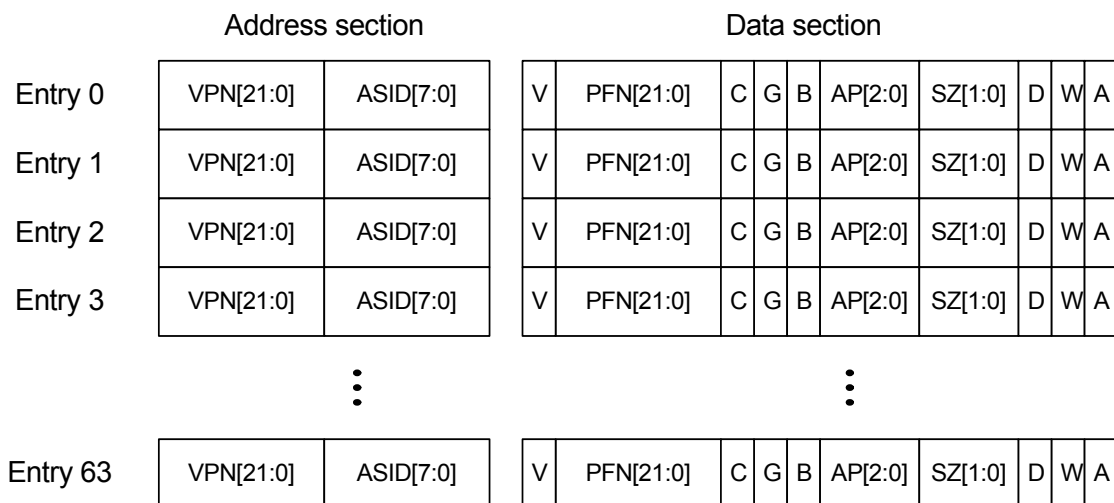 Address section Data section
Entry 0 VPN[21:0] ASID[7:0] V PFN[21:0] C G B AP[2:0] SZ[1:0] D W A
Entry 1 VPN[21:0] ASID[7:0] V PFN[21:0] C G B AP[2:0] SZ[1:0] D W A
Entry 2 VPN[21:0] ASID[7:0] V PFN[21:0] C G B AP[2:0] SZ[1:0] D W A
Entry 3 VPN[21:0] ASID[7:0] V PFN[21:0] C G B AP[2:0] SZ[1:0] D W A
Entry 63 VPN[21:0] ASID[7:0] V PFN[21:0] C G B AP[2:0] SZ[1:0] D W A